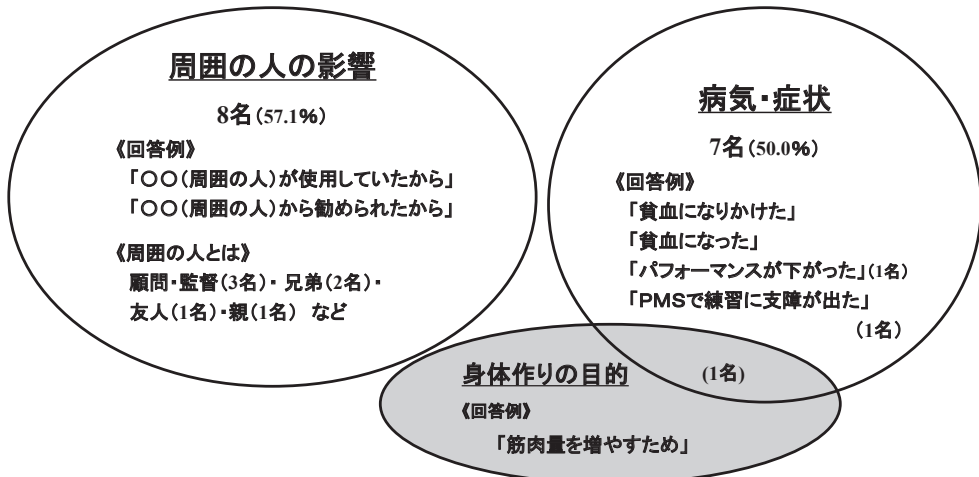 周囲の人の影響
8名(57.1%)
《回答例》
「〇〇(周囲の人)が使用していたから」
「〇〇(周囲の人)から勧められたから」
《周囲の人とは》
顧問・監督(3名)・兄弟(2名)・
友人(1名)・親(1名) など
病気・症状
7名(50.0%)
《回答例》
「貧血になりかけた」
「貧血になった」
「パフォーマンスが下がった」(1名)
「PMSで練習に支障が出た」
(1名)
身体作りの目的 (1名)
《回答例》
「筋肉量を増やすため」